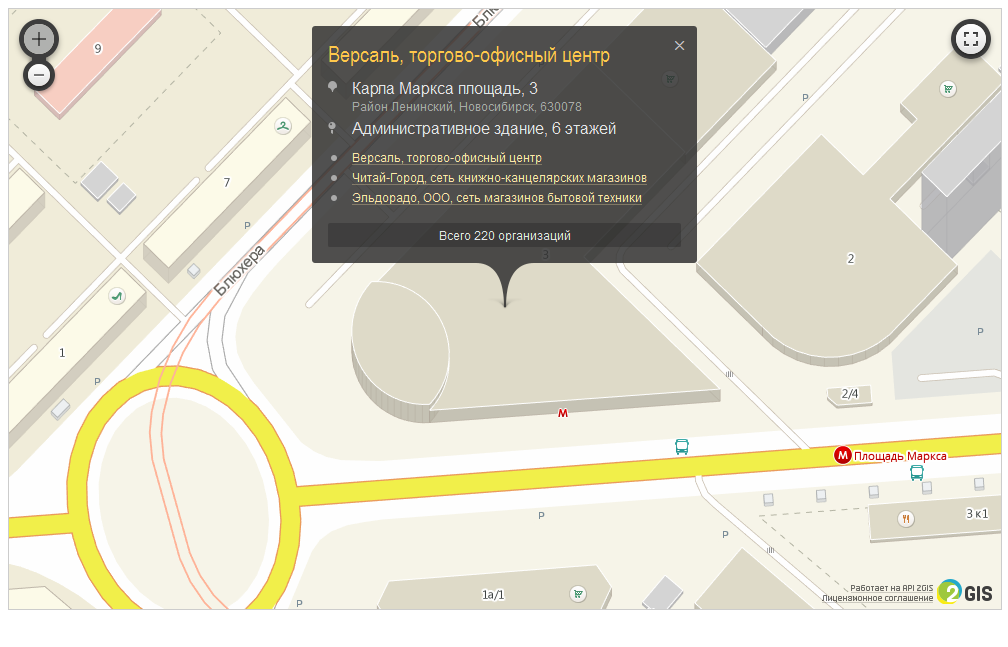 Блю
9
Версаль, торгово-офисный центр
Карла Маркса площадь, 3
Район Ленинский, Новосибирск, 630078
Административное здание, 6 этажей
Версаль, торгово-офисный центр
Читай-Город, сеть книжно-канцелярских магазинов
Эльдорадо, ООО, сеть магазинов бытовой техники
Всего 220 организаций
P
7
P
Блюхера
3
2
P
1
P
2/4
М
М Площадь Маркса
3 к1
P
P
1а/1
P
Работает на API 2GIS
Лицензионное соглашение
2GIS